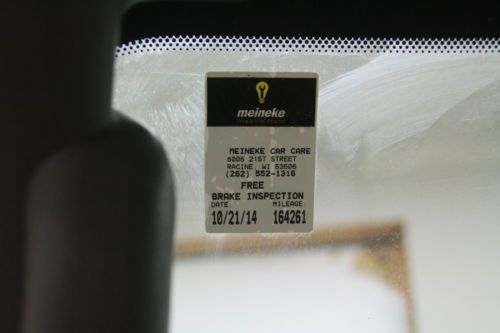 meineke
MEINEKE CAR CARE
6006 21ST STREET
RACINE, WI 53506
(262) 552-1316
FREE
BRAKE INSPECTION
DATE: MILEAGE:
10/21/14 164261